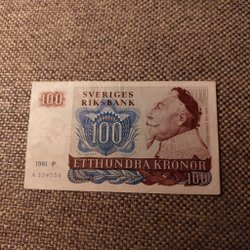 100
SVERIGES
RIKSBANK
100
1981 P
ETTHUNDRA KRONOR
100